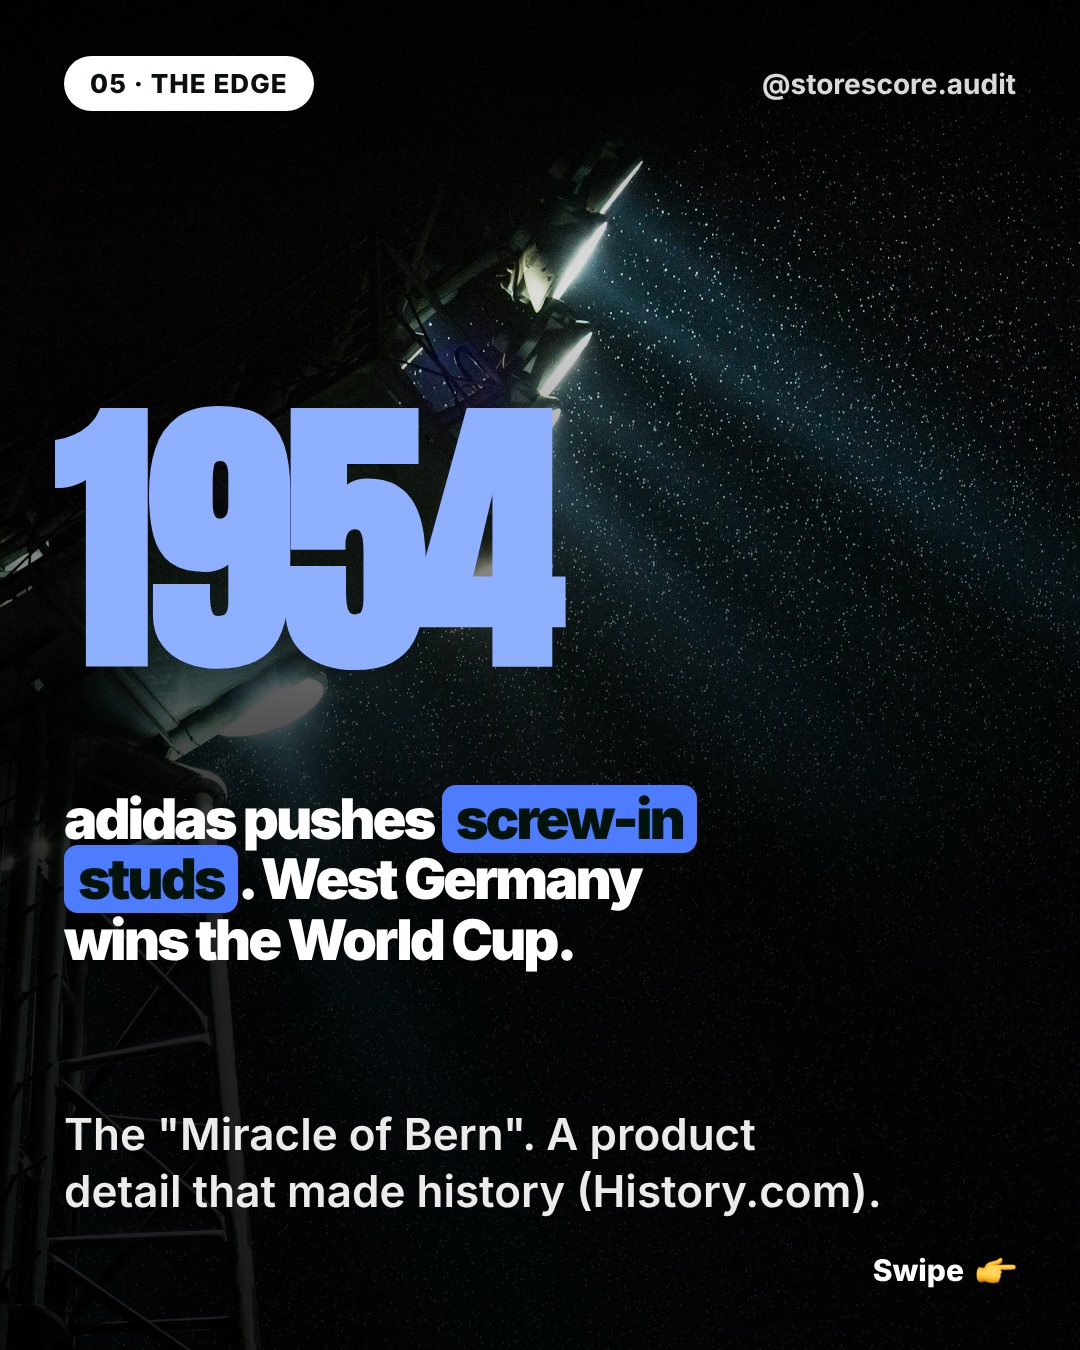 05 · THE EDGE
@storescore.audit
1954
adidas pushes screw-in
studs . West Germany
wins the World Cup.
The "Miracle of Bern". A product
detail that made history (History.com).
Swipe 👉